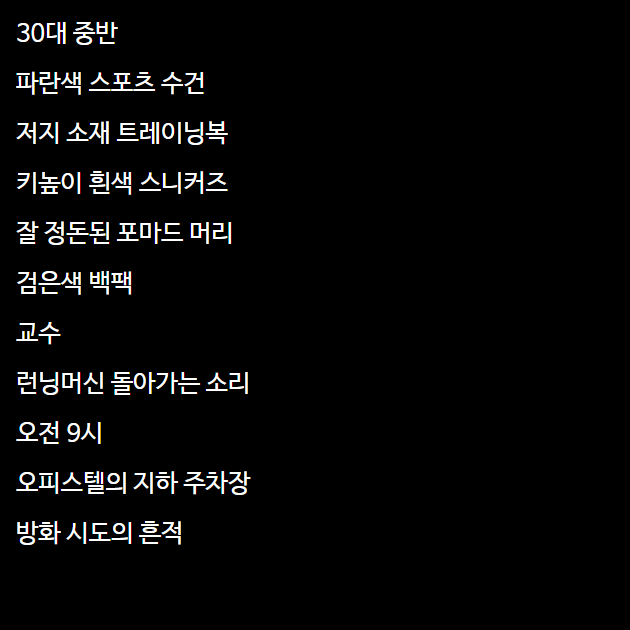 30대 중반
파란색 스포츠 수건
저지 소재 트레이닝복
키높이 흰색 스니커즈
잘 정돈된 포마드 머리
검은색 백팩
교수
런닝머신 돌아가는 소리
오전 9시
오피스텔의 지하 주차장
방화 시도의 흔적